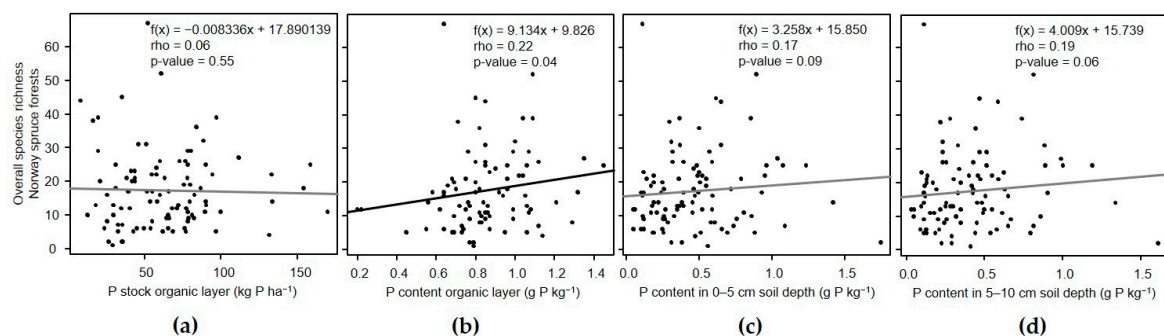 Overall species richness
Norway spruce forests
60
50
40
30
20
10
0
f(x) = −0.008336x + 17.890139
rho = 0.06
p-value = 0.55
50
100
150
P stock organic layer (kg P ha⁻¹)
(a)
f(x) = 9.134x + 9.826
rho = 0.22
p-value = 0.04
0.2
0.4
0.6
0.8
1.0
1.2
1.4
P content organic layer (g P kg⁻¹)
(b)
f(x) = 3.258x + 15.850
rho = 0.17
p-value = 0.09
0.0
0.5
1.0
1.5
P content in 0–5 cm soil depth (g P kg⁻¹)
(c)
f(x) = 4.009x + 15.739
rho = 0.19
p-value = 0.06
0.0
0.5
1.0
1.5
P content in 5–10 cm soil depth (g P kg⁻¹)
(d)